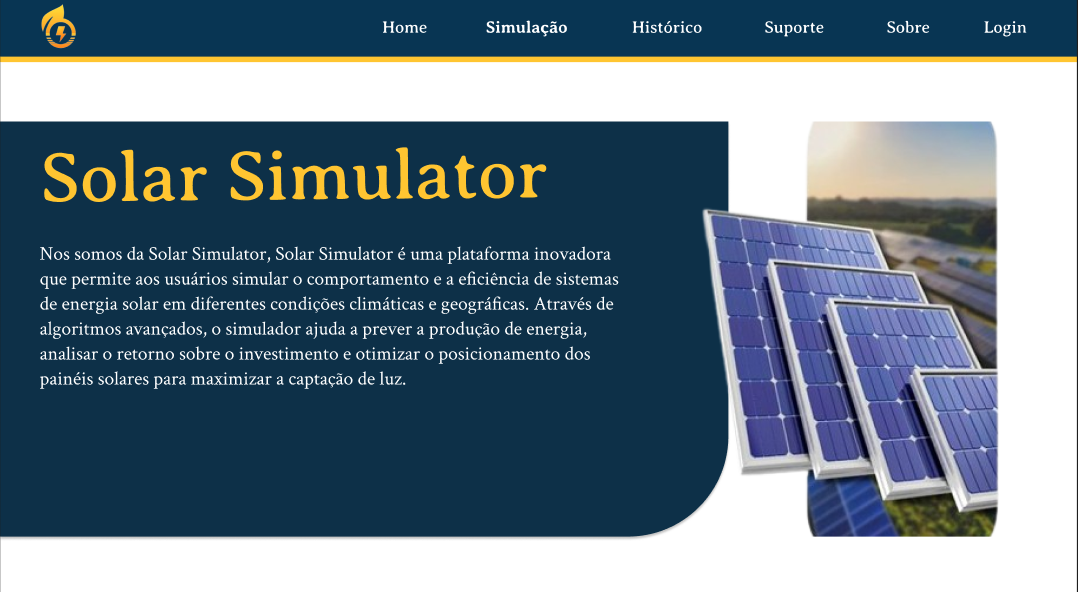 Home Simulação Histórico Suporte Sobre Login
Solar Simulator
Nos somos da Solar Simulator, Solar Simulator é uma plataforma inovadora
que permite aos usuários simular o comportamento e a eficiência de sistemas
de energia solar em diferentes condições climáticas e geográficas. Através de
algoritmos avançados, o simulador ajuda a prever a produção de energia,
analisar o retorno sobre o investimento e otimizar o posicionamento dos
painéis solares para maximizar a captação de luz.